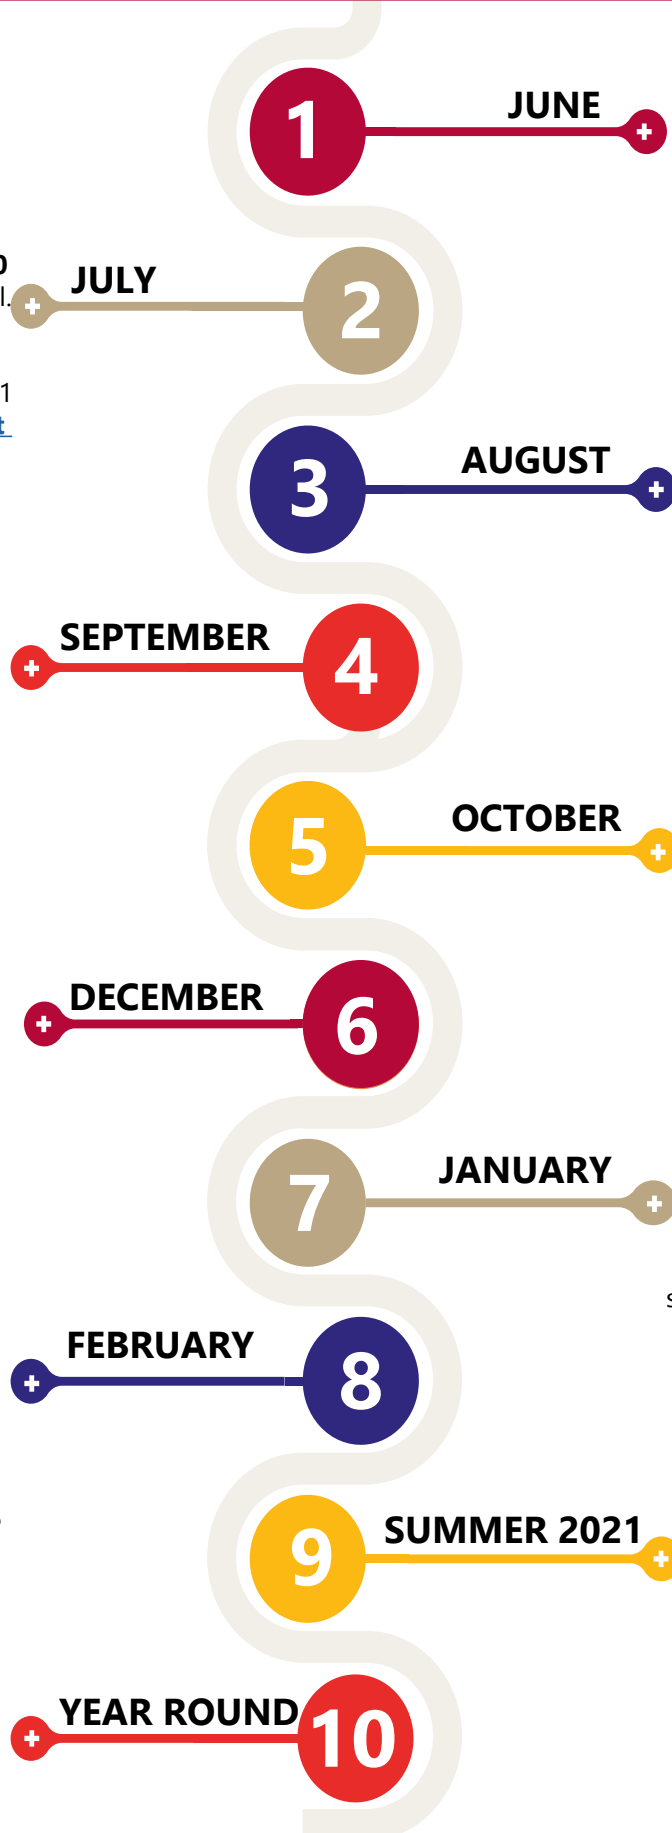 1
JUNE
JULY
l.
2
1
t
3
AUGUST
SEPTEMBER
4
5
OCTOBER
DECEMBER
6
7
JANUARY
s
FEBRUARY
8
9
SUMMER 2021
YEAR ROUND
10